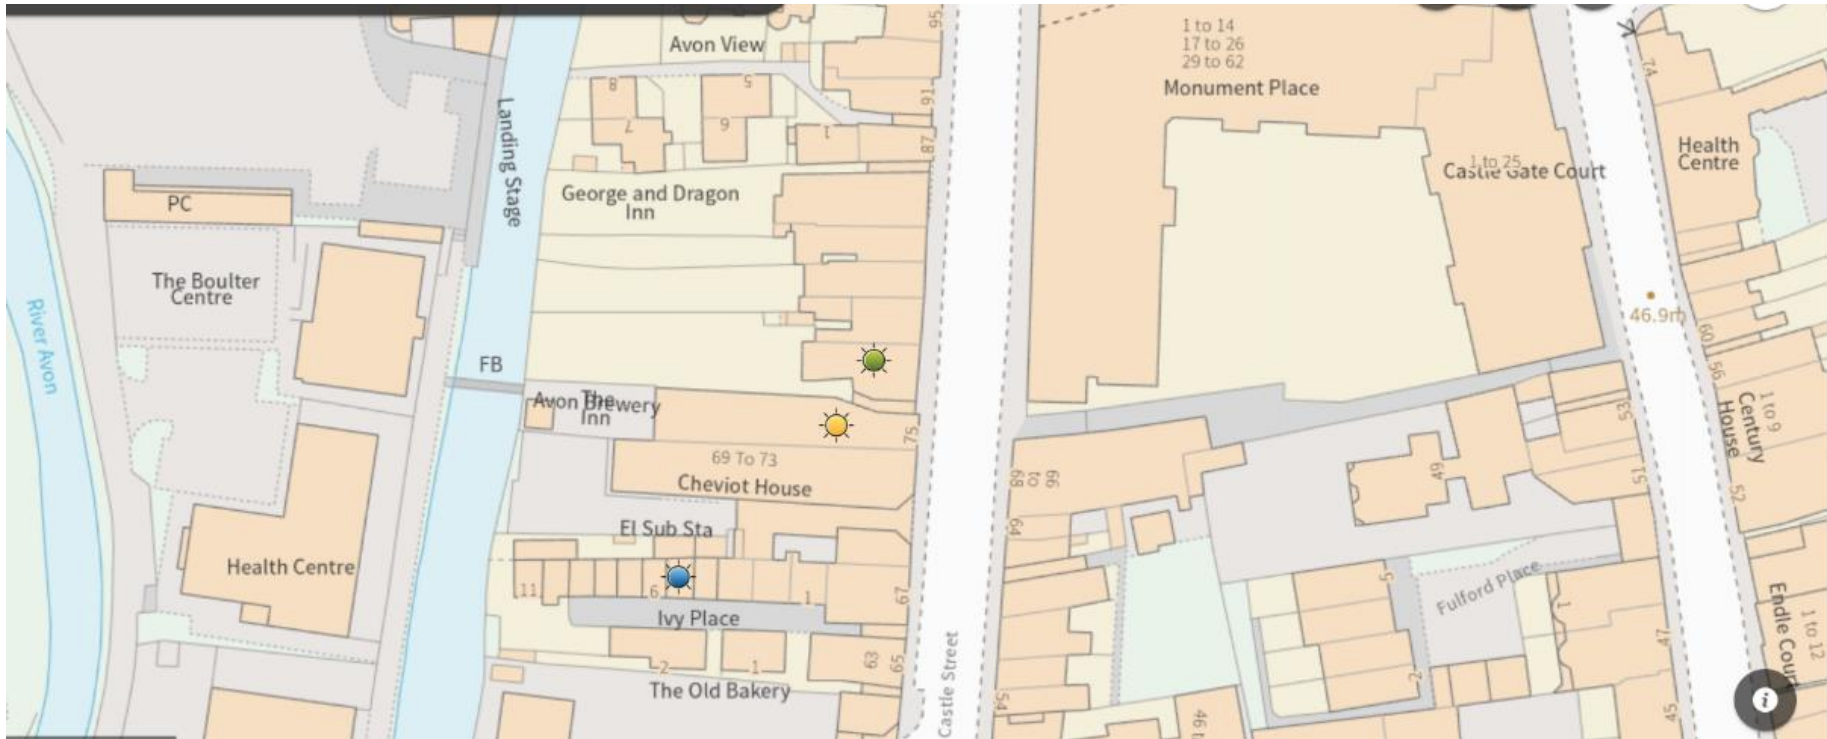 95
Avon View
1 to 14
17 to 26
29 to 62
74
Monument Place
8
5
91
Landing Stage
7
6
1
87
Health
Centre
1 to 25
Castle Gate Court
PC
George and Dragon
Inn
The Boulter
Centre
River Avon
46.9m
60
FB
56
Avon Brewery
The
Inn
1 to 9
Century
House
53
75
69 To 73
Cheviot House
66
to
68
49
51
52
64
El Sub Sta
Health Centre
11
6
1
67
5
Fulford Place
1
Endle Court
1 to 12
Ivy Place
47
2
1
63
65
2
The Old Bakery
Castle Street
54
46 t
45
i